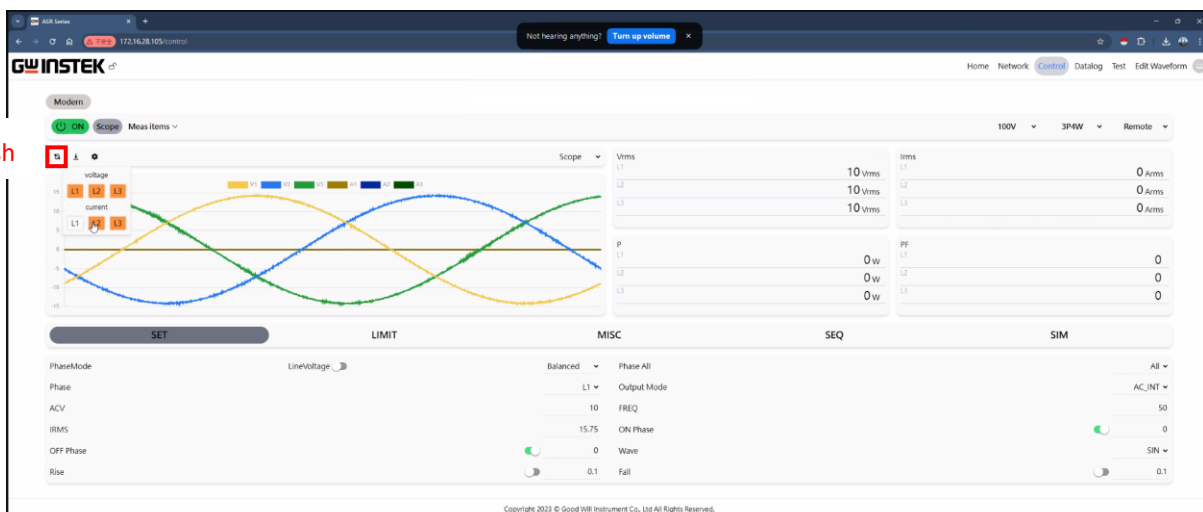 ASR Series
不安全 172.16.28.105/control
Not hearing anything? Turn up volume
GWINSTEK
Home Network Control Datalog Test Edit Waveform
Modern
ON Scope Meas items
100V 3P4W Remote
Scope
voltage
L1 L2 L3
current
L1 A2 L3
V1 V2 V3 A1 A2 A3
15
10
5
0
-5
-10
-15
Vrms
L1 10 Vrms
L2 10 Vrms
L3 10 Vrms
Irms
L1 0 Arms
L2 0 Arms
L3 0 Arms
P
L1 0 W
L2 0 W
L3 0 W
PF
L1 0
L2 0
L3 0
SET LIMIT MISC SEQ SIM
PhaseMode LineVoltage Balanced Phase All All
Phase L1 Output Mode AC_INT
ACV 10 FREQ 50
IRMS 15.75 ON Phase 0
OFF Phase 0 Wave SIN
Rise 0.1 Fall 0.1
Copyright 2023 © Good Will Instrument Co., Ltd All Rights Reserved.